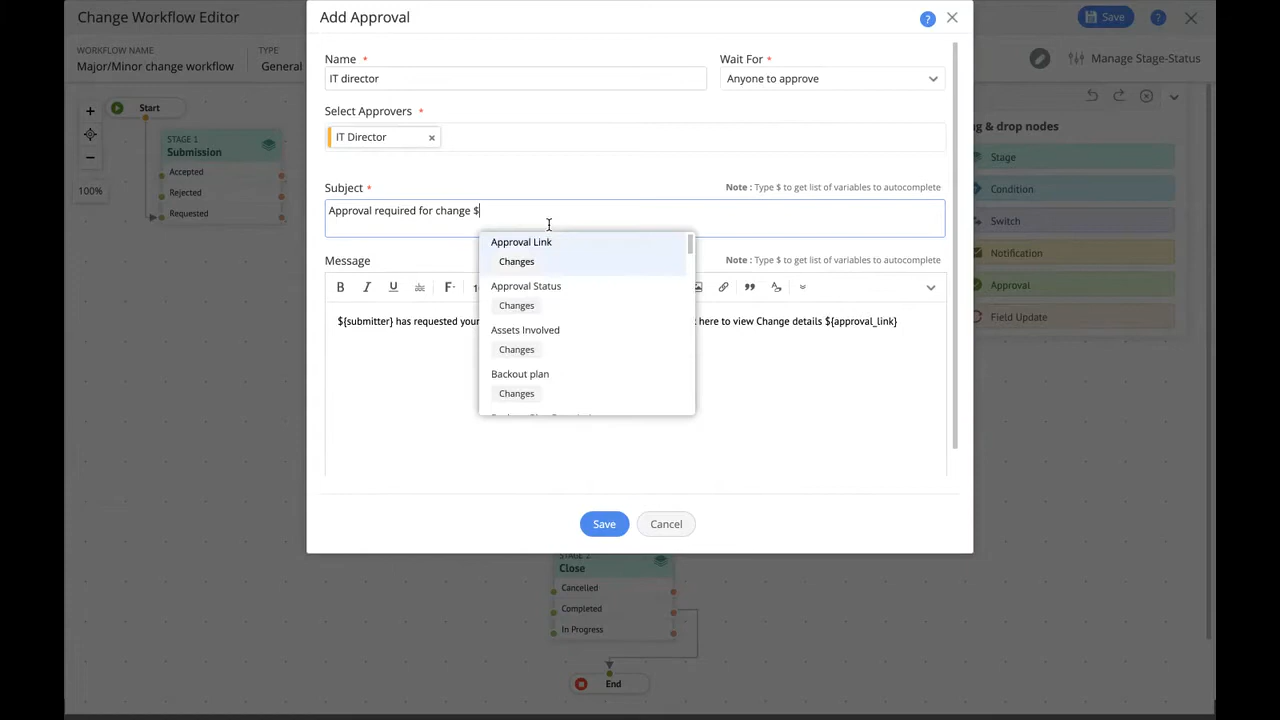 Change Workflow Editor
Add Approval
?
Save
?
WORKFLOW NAME
TYPE
Major/Minor change workflow
General
Manage Stage-Status
Name *
Wait For *
IT director
Anyone to approve
Select Approvers *
IT Director ×
Subject *
Note : Type $ to get list of variables to autocomplete
Approval required for change $
Approval Link
Changes
Approval Status
Changes
Assets Involved
Changes
Backout plan
Changes
Message
Note : Type $ to get list of variables to autocomplete
B I U ab F
${submitter} has requested your
here to view Change details ${approval_link}
Save
Cancel
Start
STAGE 1
Submission
Accepted
Rejected
Requested
100%
g & drop nodes
Stage
Condition
Switch
Notification
Approval
Field Update
Close
Cancelled
Completed
In Progress
End